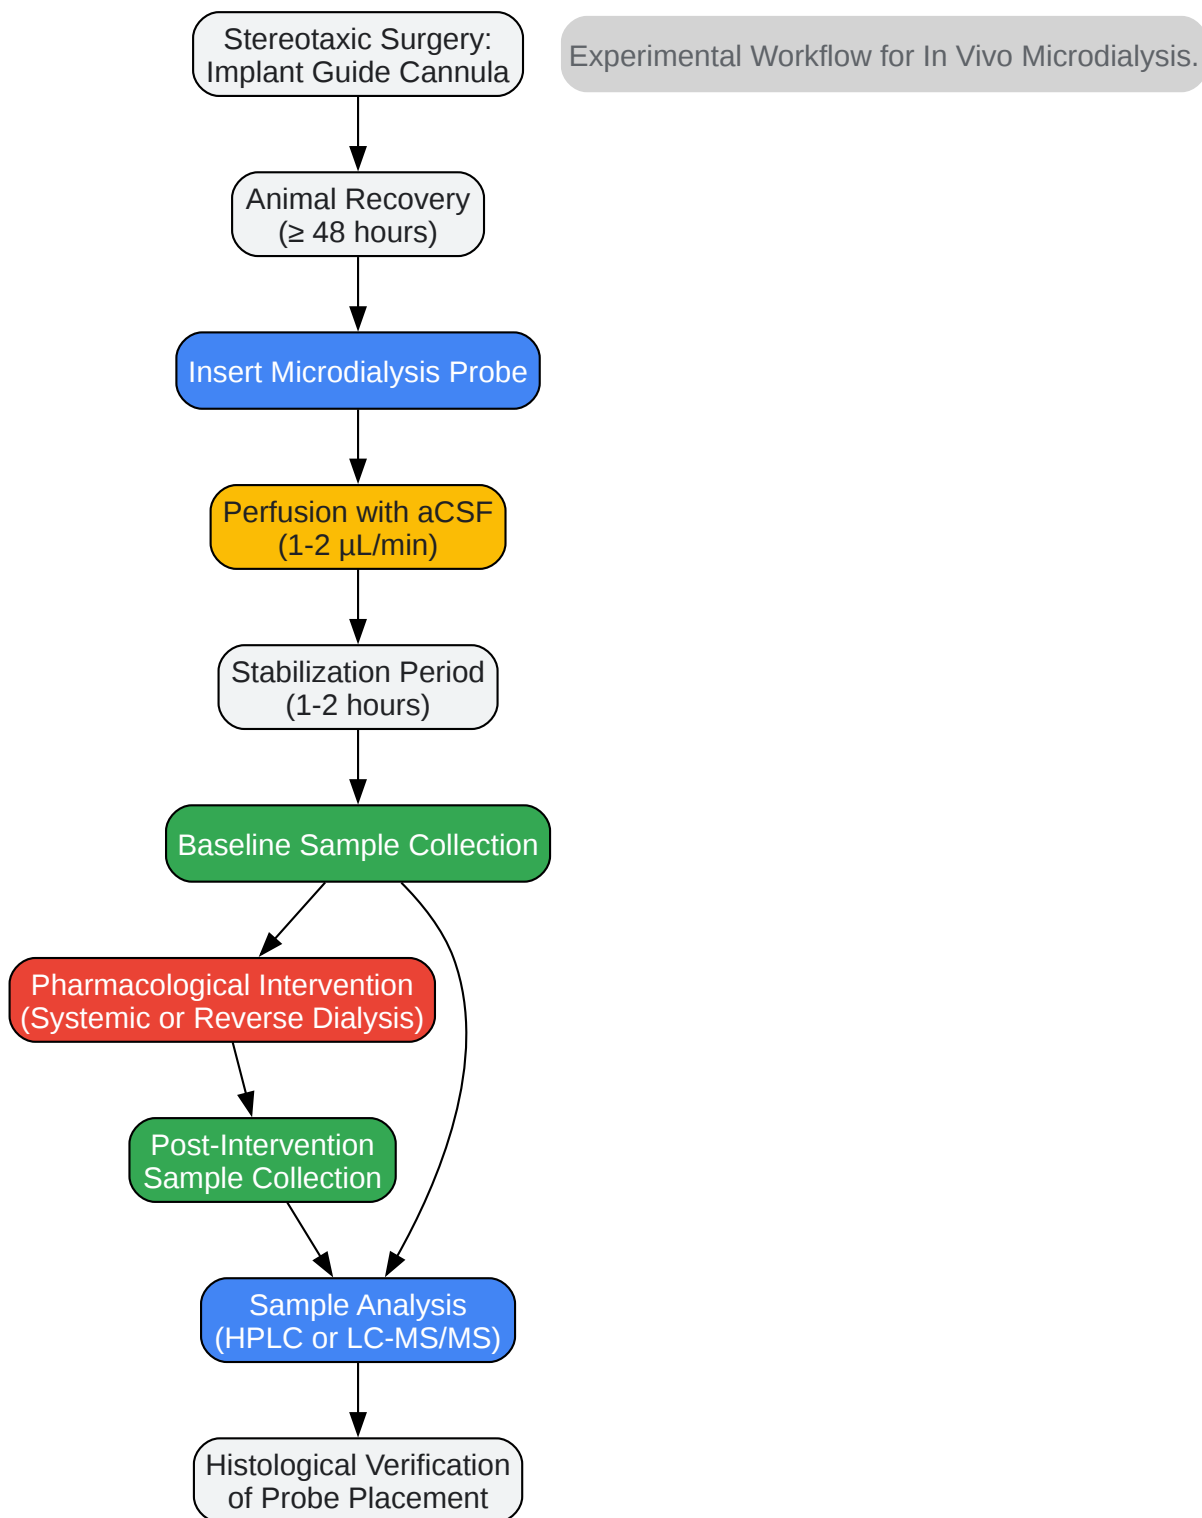 Stereotaxic Surgery:
Implant Guide Cannula
Experimental Workflow for In Vivo Microdialysis.
Animal Recovery
(≥ 48 hours)
Insert Microdialysis Probe
Perfusion with aCSF
(1-2 µL/min)
Stabilization Period
(1-2 hours)
Baseline Sample Collection
Pharmacological Intervention
(Systemic or Reverse Dialysis)
Post-Intervention
Sample Collection
Sample Analysis
(HPLC or LC-MS/MS)
Histological Verification
of Probe Placement